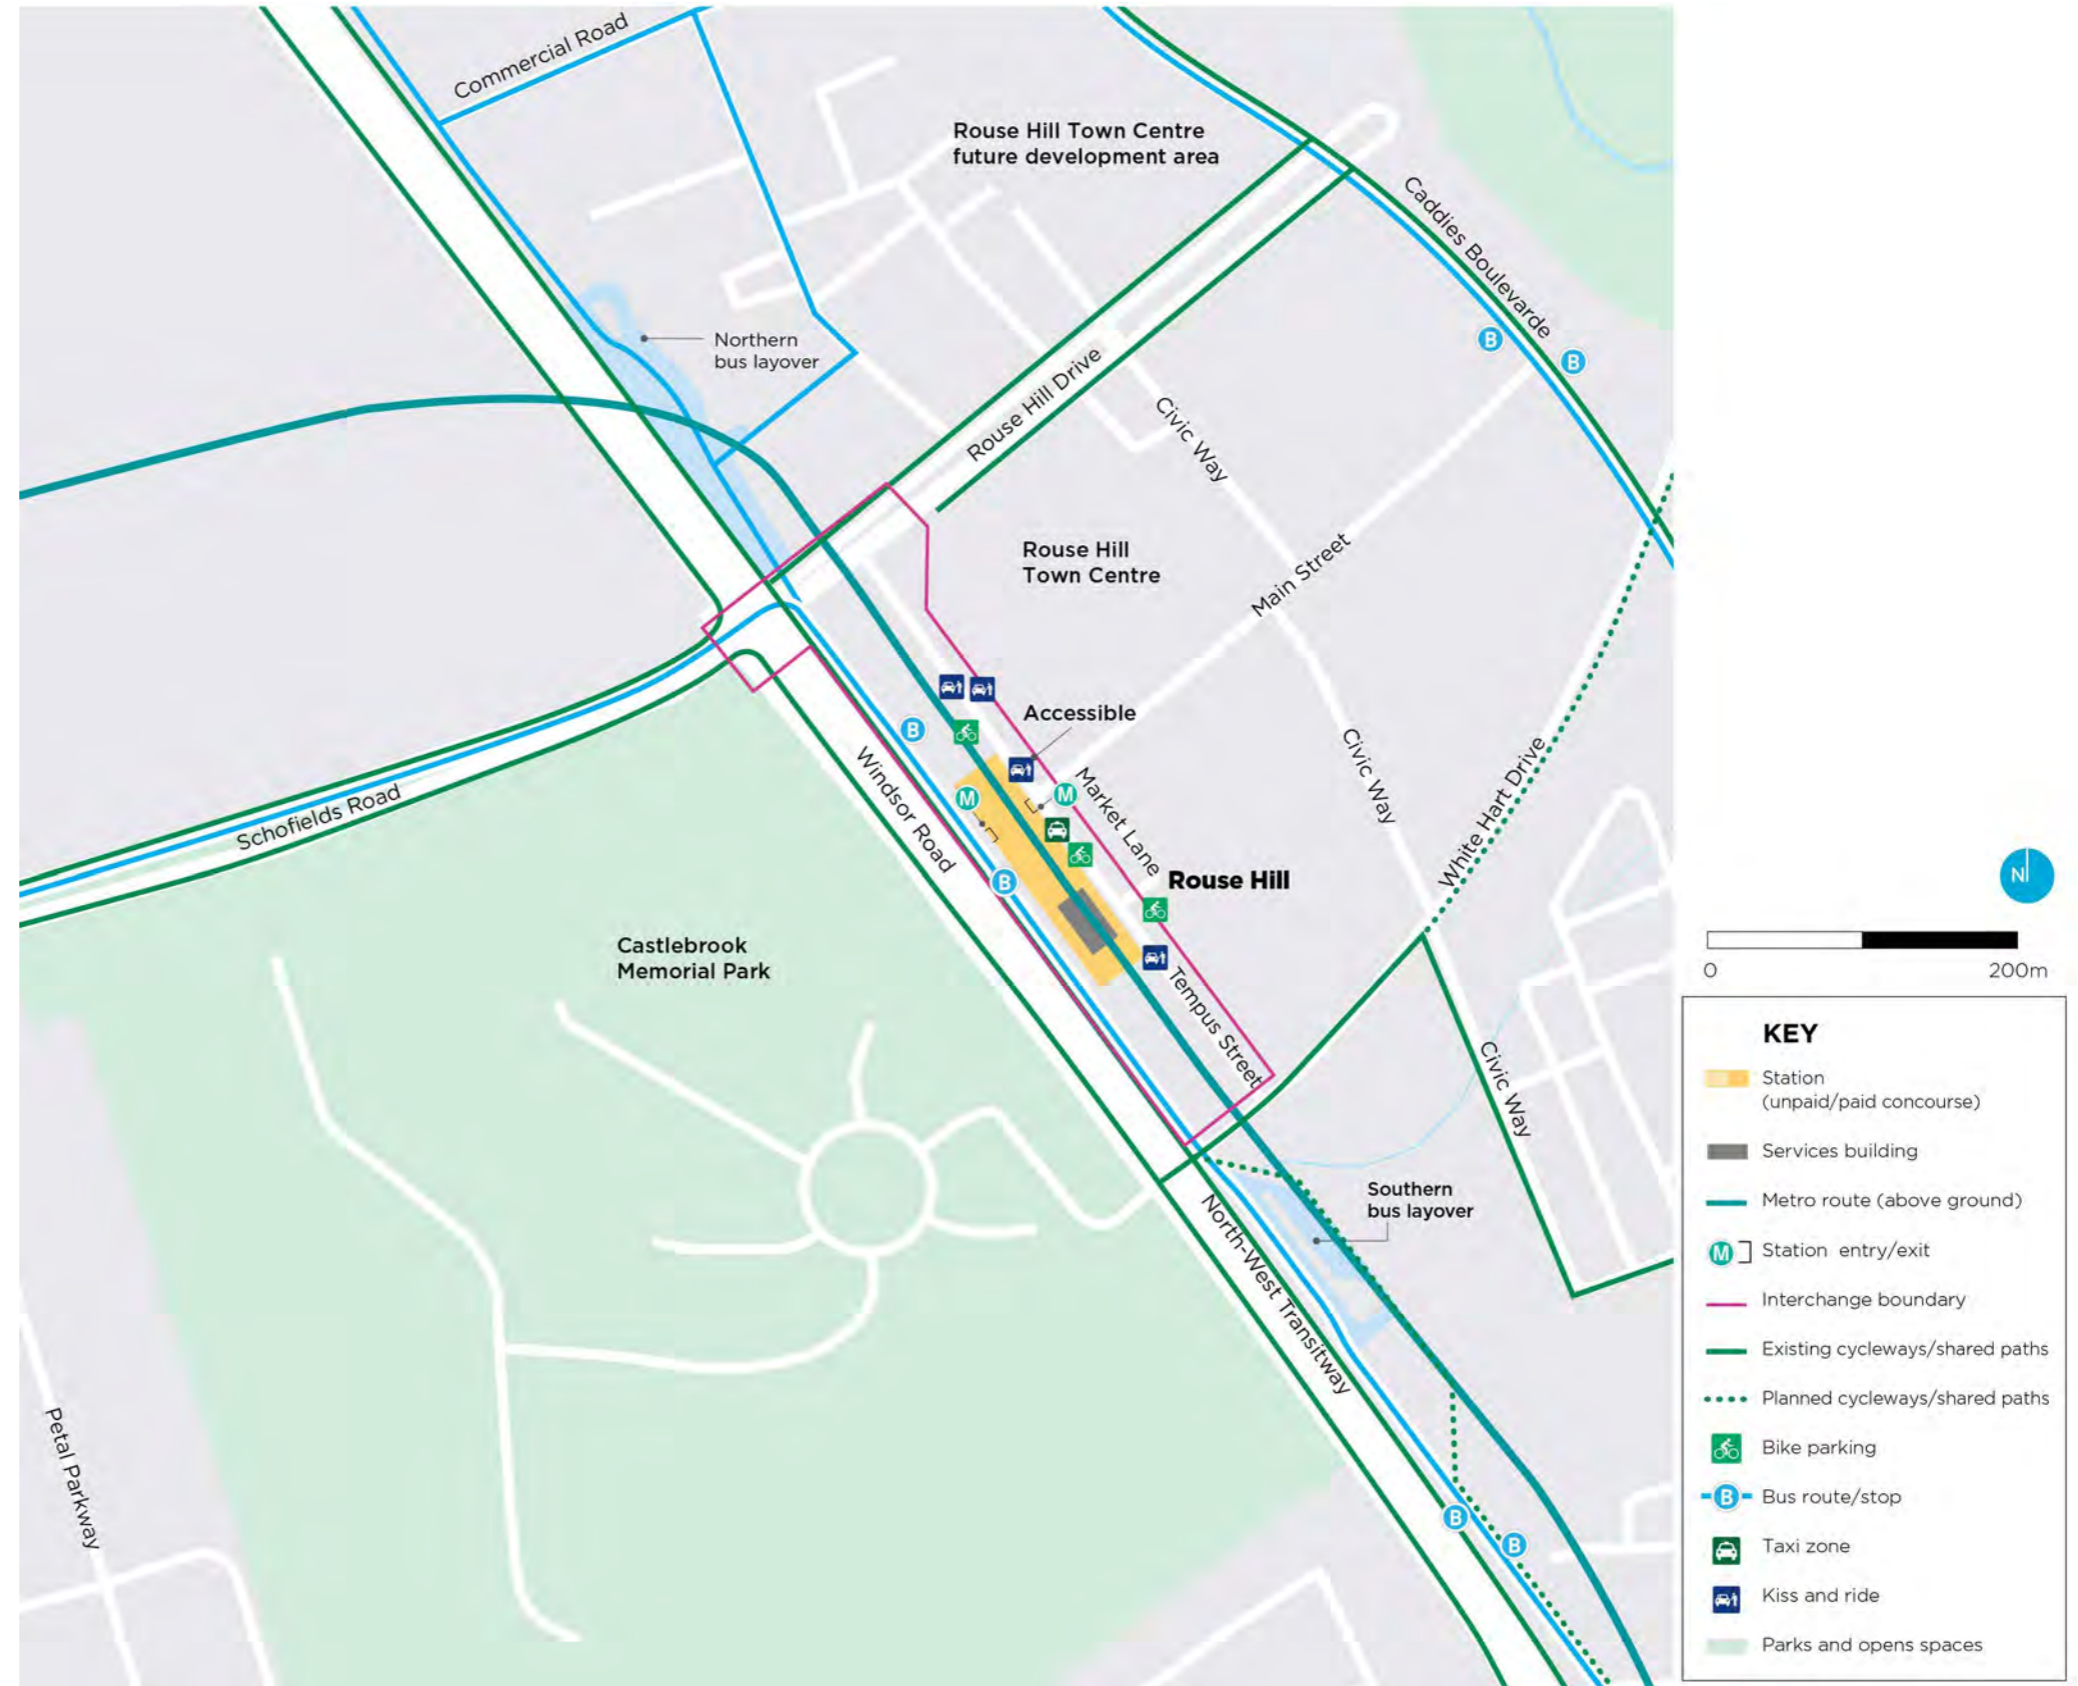 Commercial Road
Rouse Hill Town Centre
future development area
Caddies Boulevarde
B
B
Northern
bus layover
Rouse Hill Drive
Civic Way
Rouse Hill
Town Centre
Main Street
Accessible
B
M
M
Market Lane
Windsor Road
Civic Way
White Hart Drive
Schofields Road
B
Rouse Hill
Castlebrook
Memorial Park
Tempus Street
Civic Way
Southern
bus layover
North-West Transitway
Petal Parkway
B
B
N
0
200m
KEY
Station
(unpaid/paid concourse)
Services building
Metro route (above ground)
M
Station entry/exit
Interchange boundary
Existing cycleways/shared paths
Planned cycleways/shared paths
Bike parking
B
Bus route/stop
Taxi zone
Kiss and ride
Parks and opens spaces